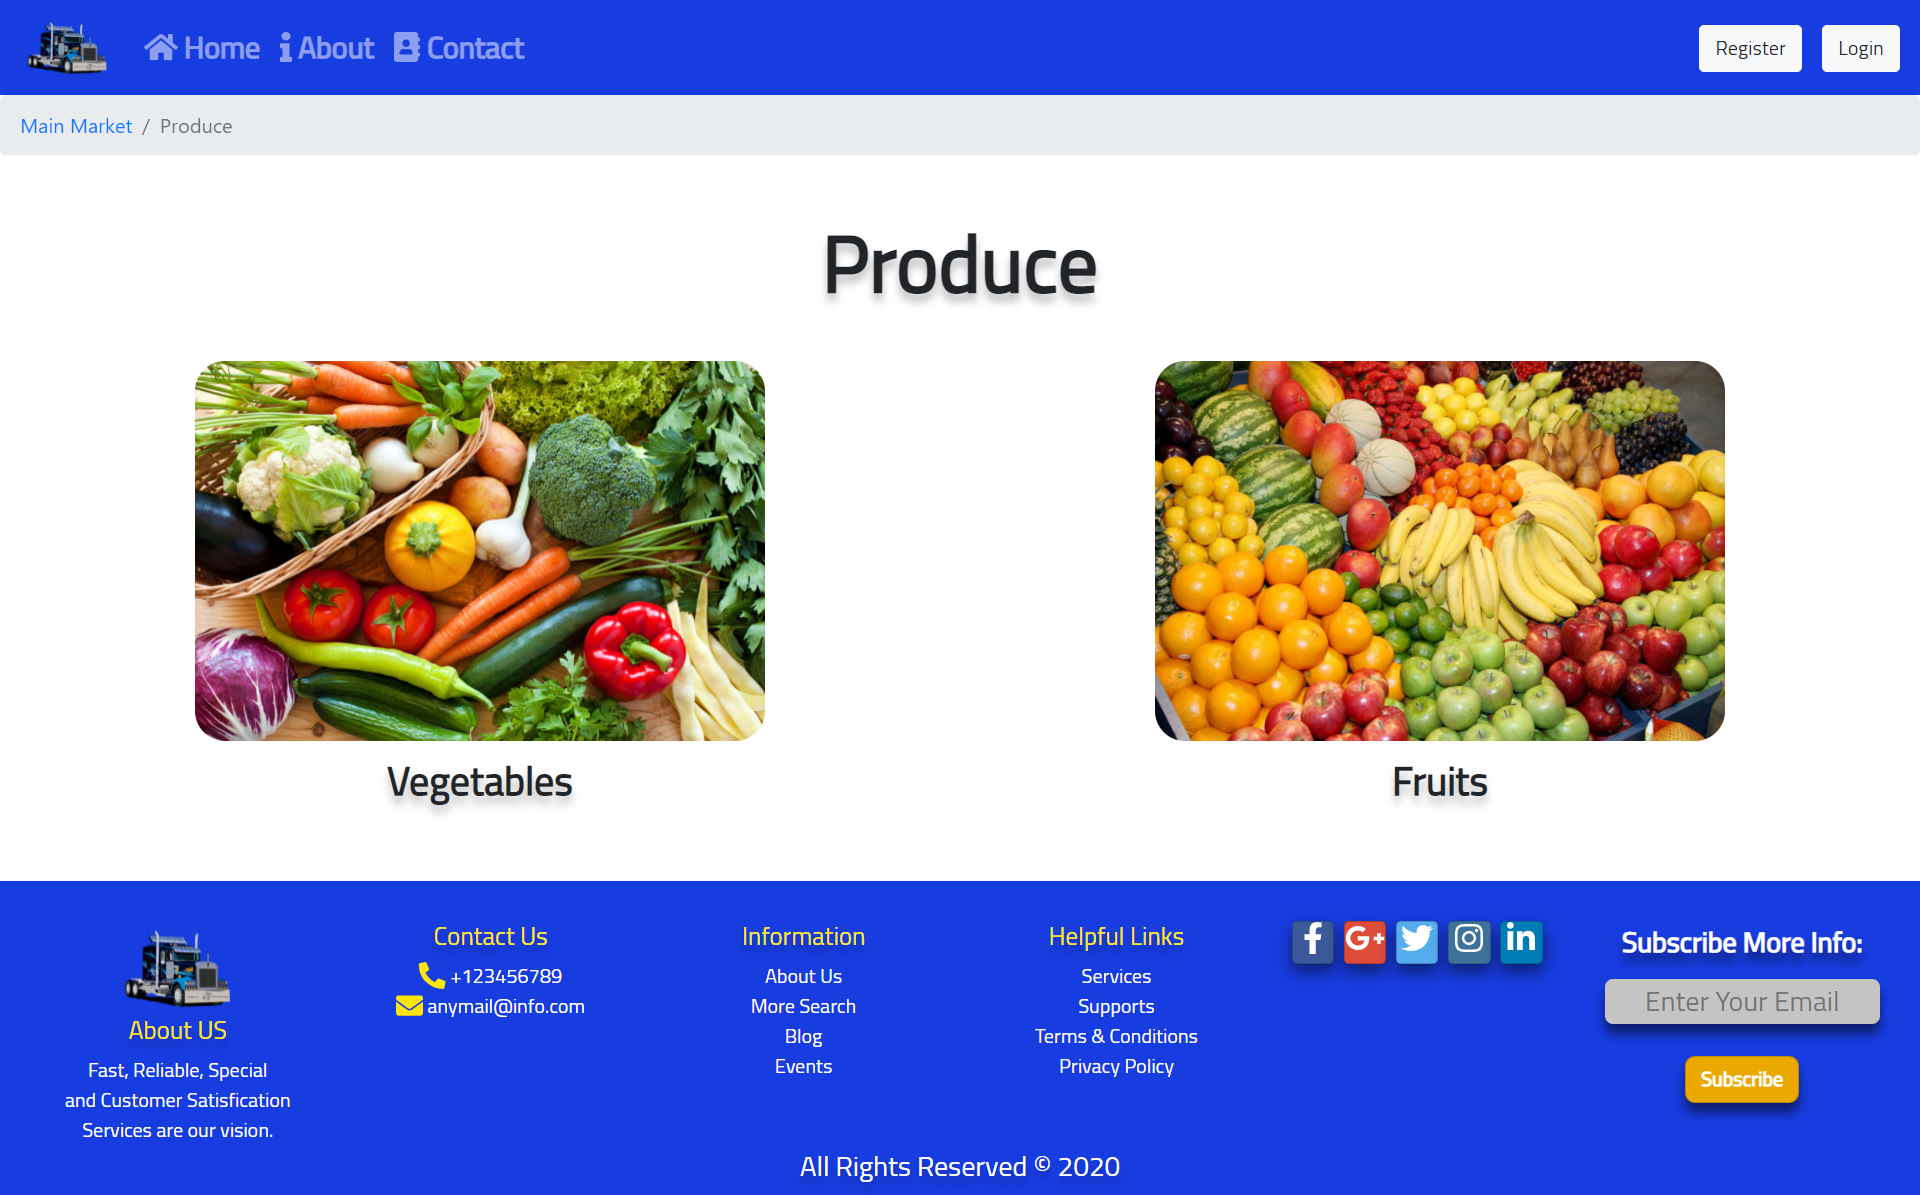 Home About Contact
Register Login
Main Market / Produce
Produce
Vegetables
Fruits
About US
Fast, Reliable, Special
and Customer Satisfication
Services are our vision.
Contact Us
+123456789
anymail@info.com
Information
About Us
More Search
Blog
Events
Helpful Links
Services
Supports
Terms & Conditions
Privacy Policy
Subscribe More Info:
Enter Your Email
Subscribe
All Rights Reserved © 2020